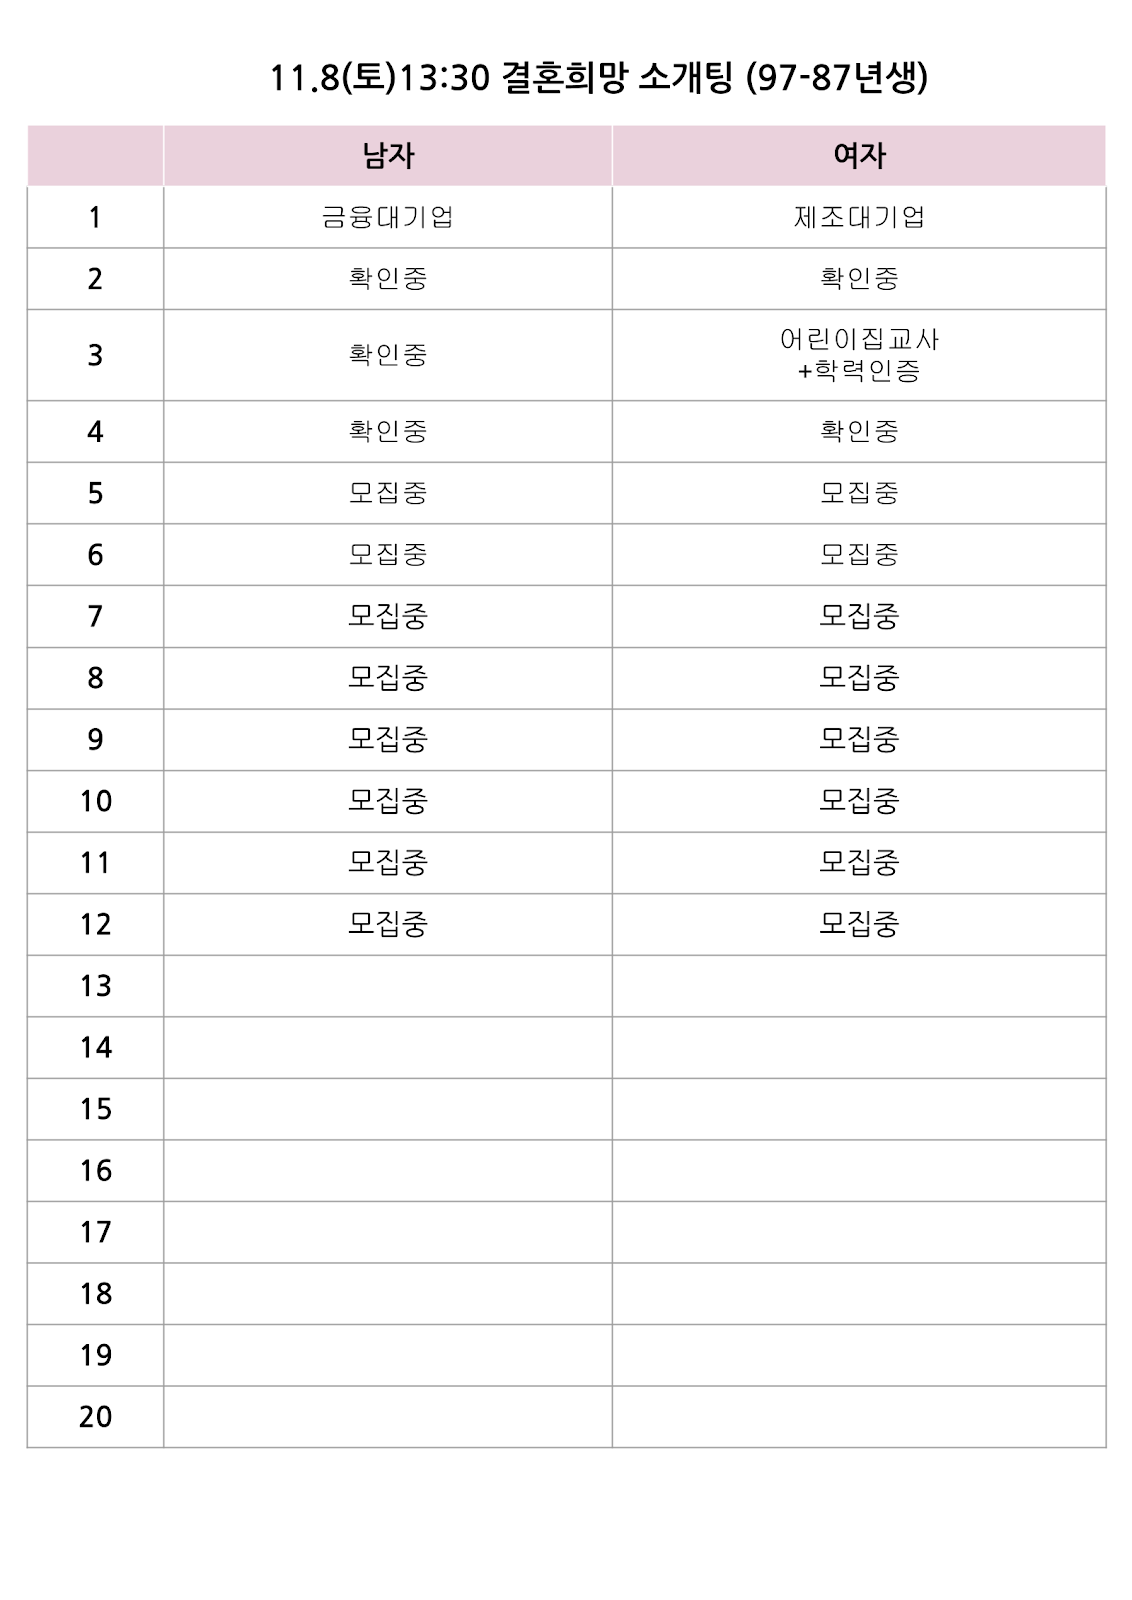 11.8(토)13:30 결혼희망 소개팅 (97-87년생)
남자 여자
1 금융대기업 제조대기업
2 확인중 확인중
3 확인중 어린이집교사
+학력인증
4 확인중 확인중
5 모집중 모집중
6 모집중 모집중
7 모집중 모집중
8 모집중 모집중
9 모집중 모집중
10 모집중 모집중
11 모집중 모집중
12 모집중 모집중
13
14
15
16
17
18
19
20